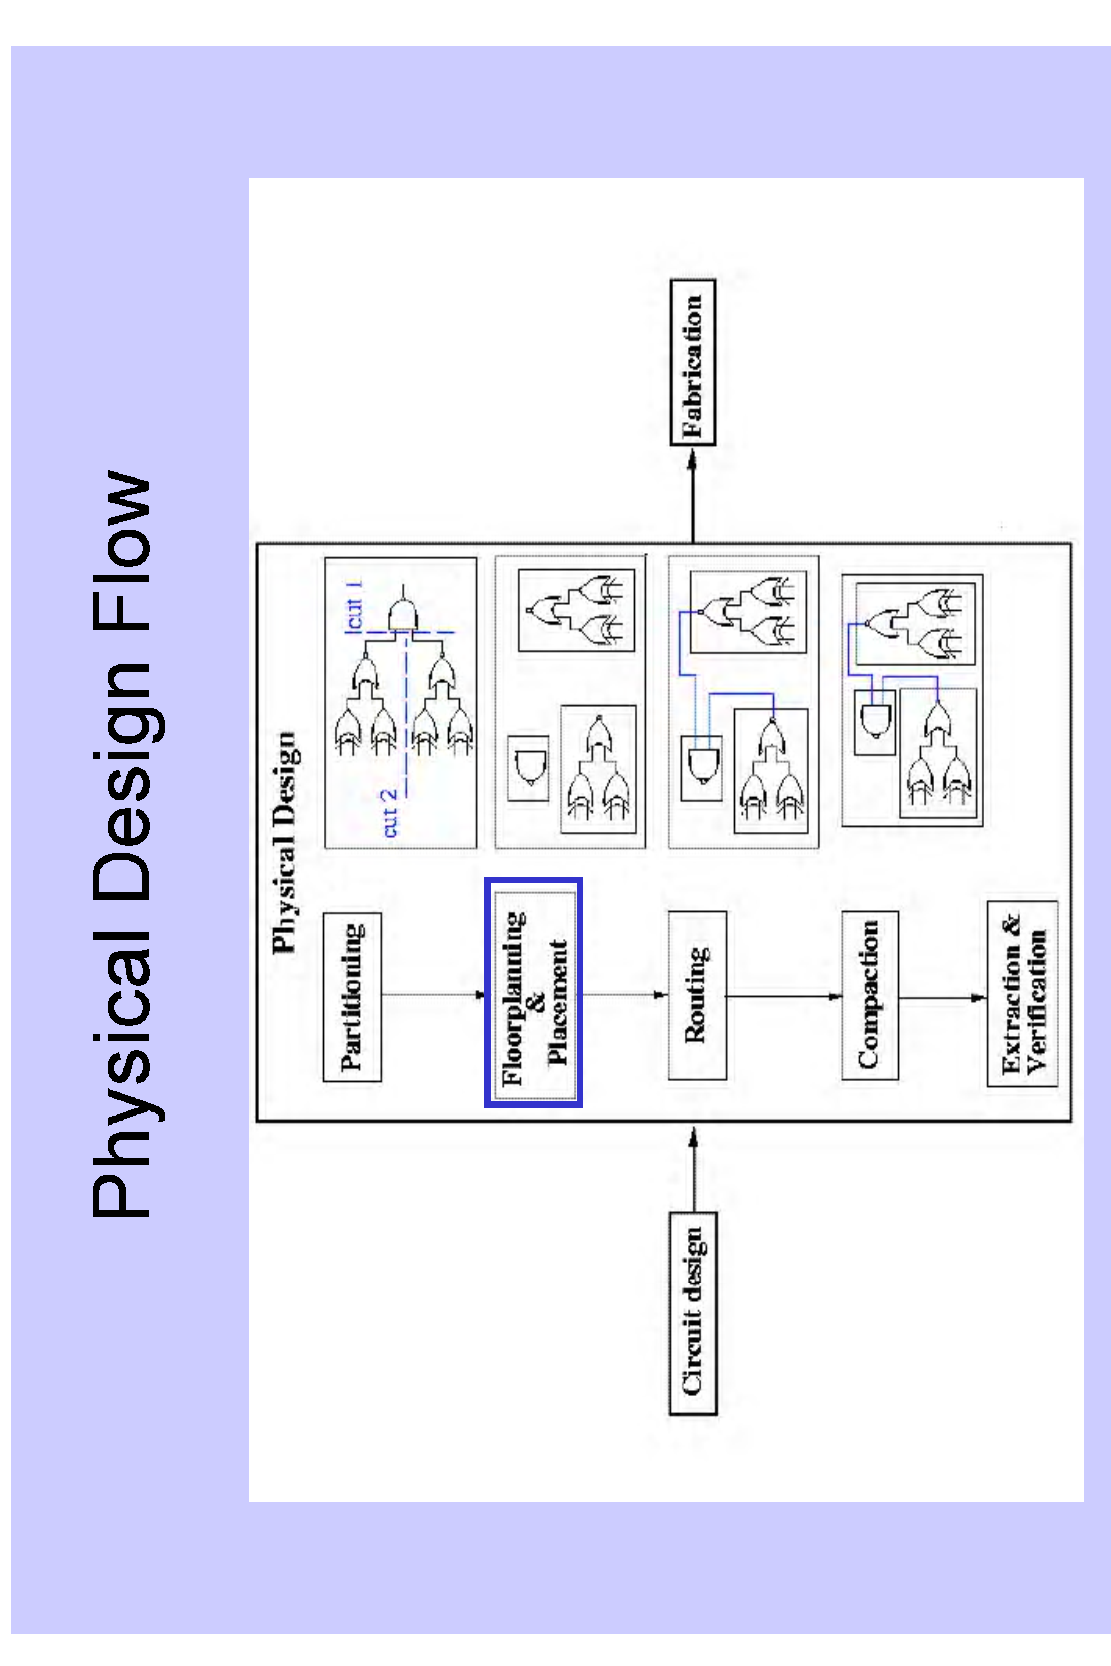 Physical Design Flow
Physical Design
Circuit design
Partitioning
Floorplanning
&
Placement
Routing
Compaction
Extraction &
Verification
cut 1
cut 2
Fabrication